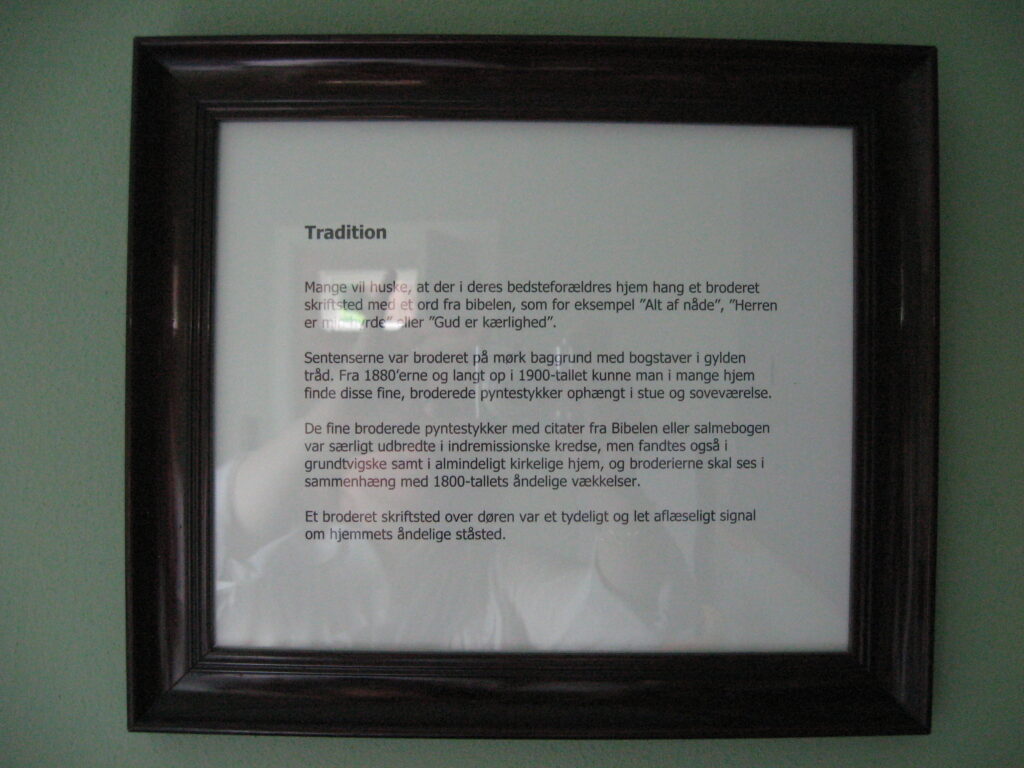 Tradition
Mange vil huske, at der i deres bedsteforældres hjem hang et broderet
skriftsted med et ord fra bibelen, som for eksempel ”Alt af nåde”, ”Herren
er min hyrde” eller ”Gud er kærlighed”.
Sentenserne var broderet på mørk baggrund med bogstaver i gylden
tråd. Fra 1880’erne og langt op i 1900-tallet kunne man i mange hjem
finde disse fine, broderede pyntestykker ophængt i stue og soveværelse.
De fine broderede pyntestykker med citater fra Bibelen eller salmebogen
var særligt udbredte i indremissionske kredse, men fandtes også i
grundtvigske samt i almindeligt kirkelige hjem, og broderierne skal ses i
sammenhæng med 1800-tallets åndelige vækkelser.
Et broderet skriftsted over døren var et tydeligt og let aflæseligt signal
om hjemmets åndelige ståsted.